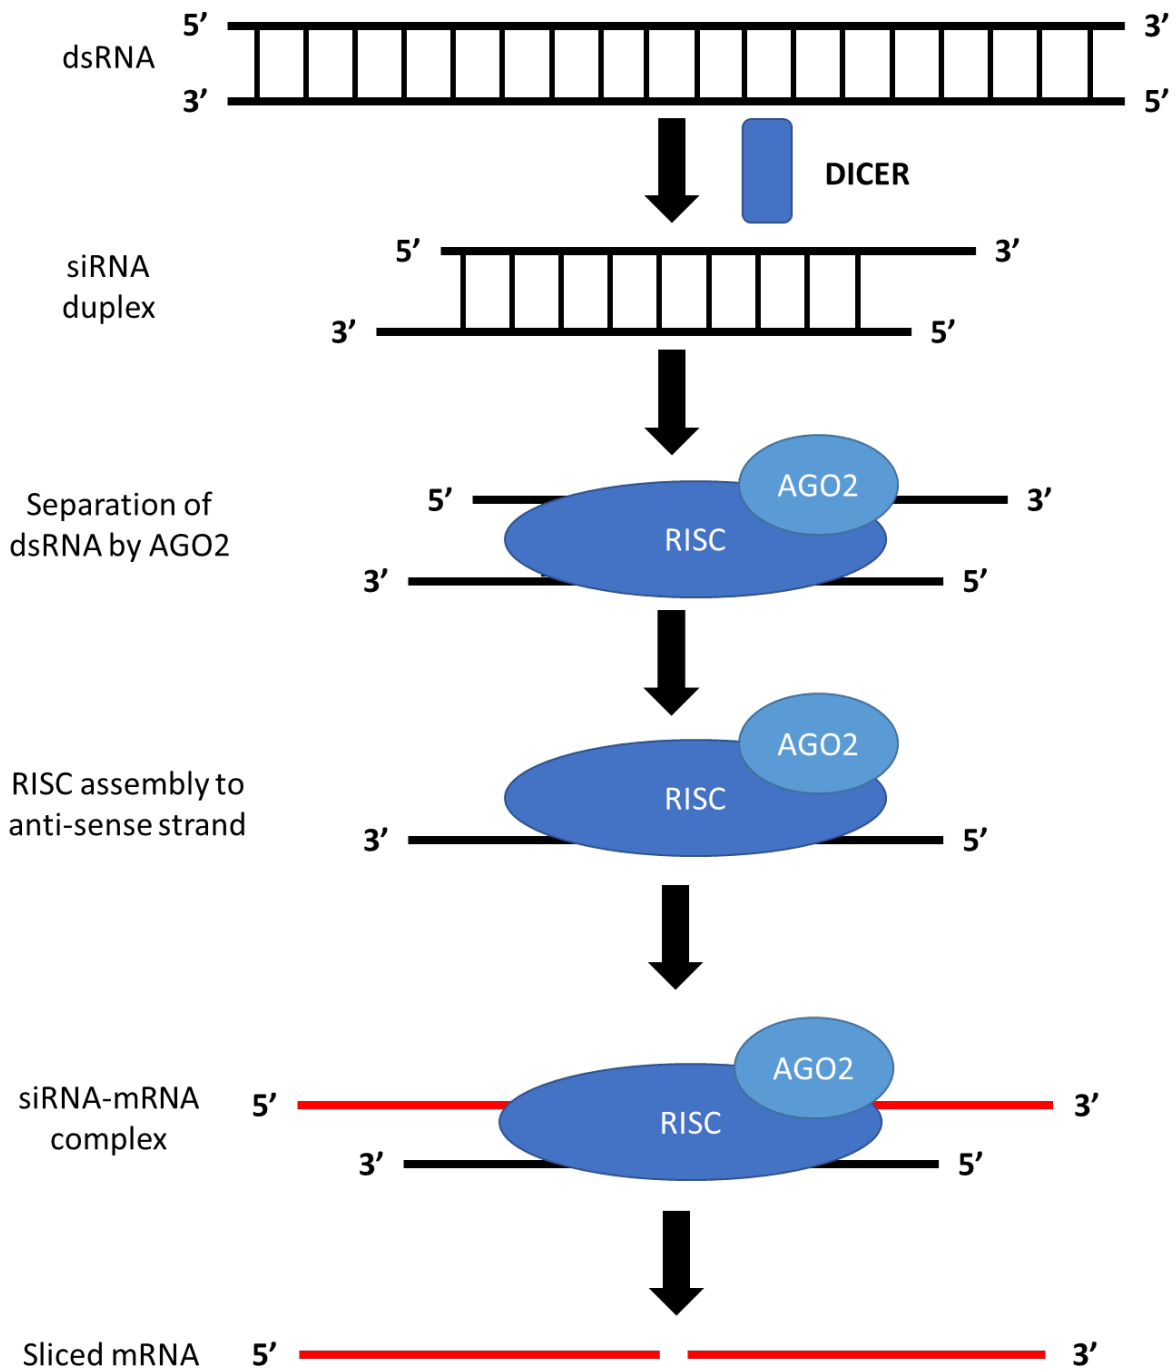 5’ 3’
dsRNA
3’ 5’
DICER
5’ 3’
siRNA
duplex
3’ 5’
AGO2
5’ 3’
Separation of
dsRNA by AGO2
RISC
3’ 5’
AGO2
RISC assembly to
anti-sense strand
RISC
3’ 5’
AGO2
siRNA-mRNA
complex
5’ 3’
RISC
3’ 5’
Sliced mRNA 5’ 3’